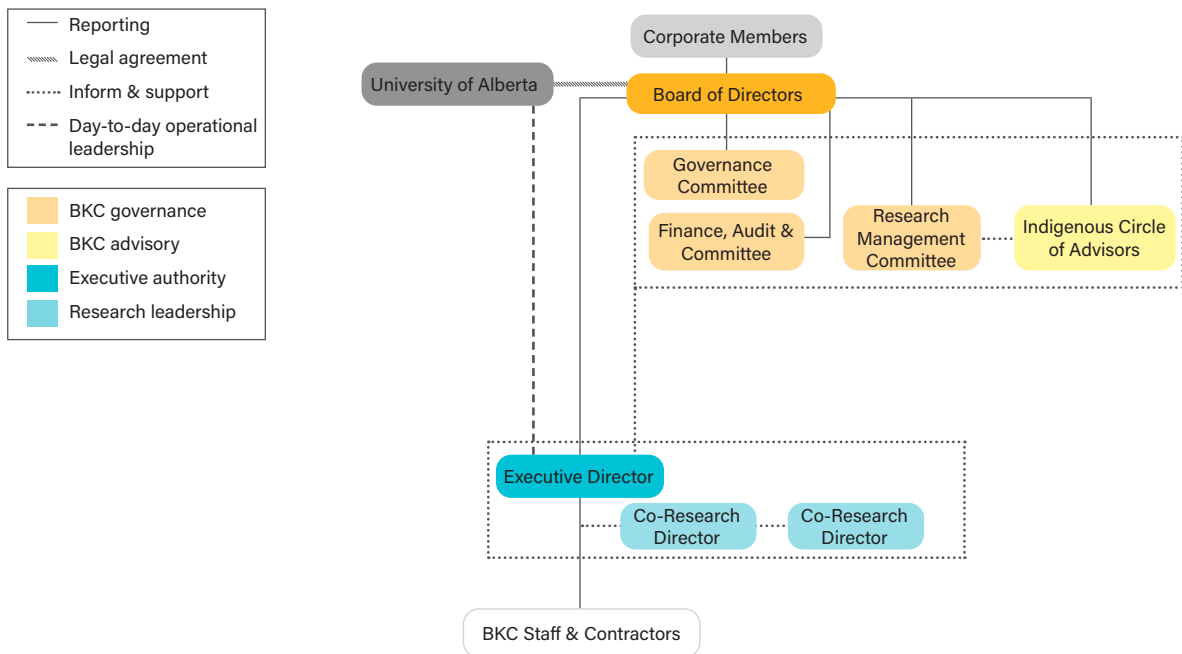 Reporting
Legal agreement
Inform & support
Day-to-day operational
leadership
BKC governance
BKC advisory
Executive authority
Research leadership
Corporate Members
University of Alberta
Board of Directors
Governance
Committee
Finance, Audit &
Committee
Research
Management
Committee
Indigenous Circle
of Advisors
Executive Director
Co-Research
Director
Co-Research
Director
BKC Staff & Contractors